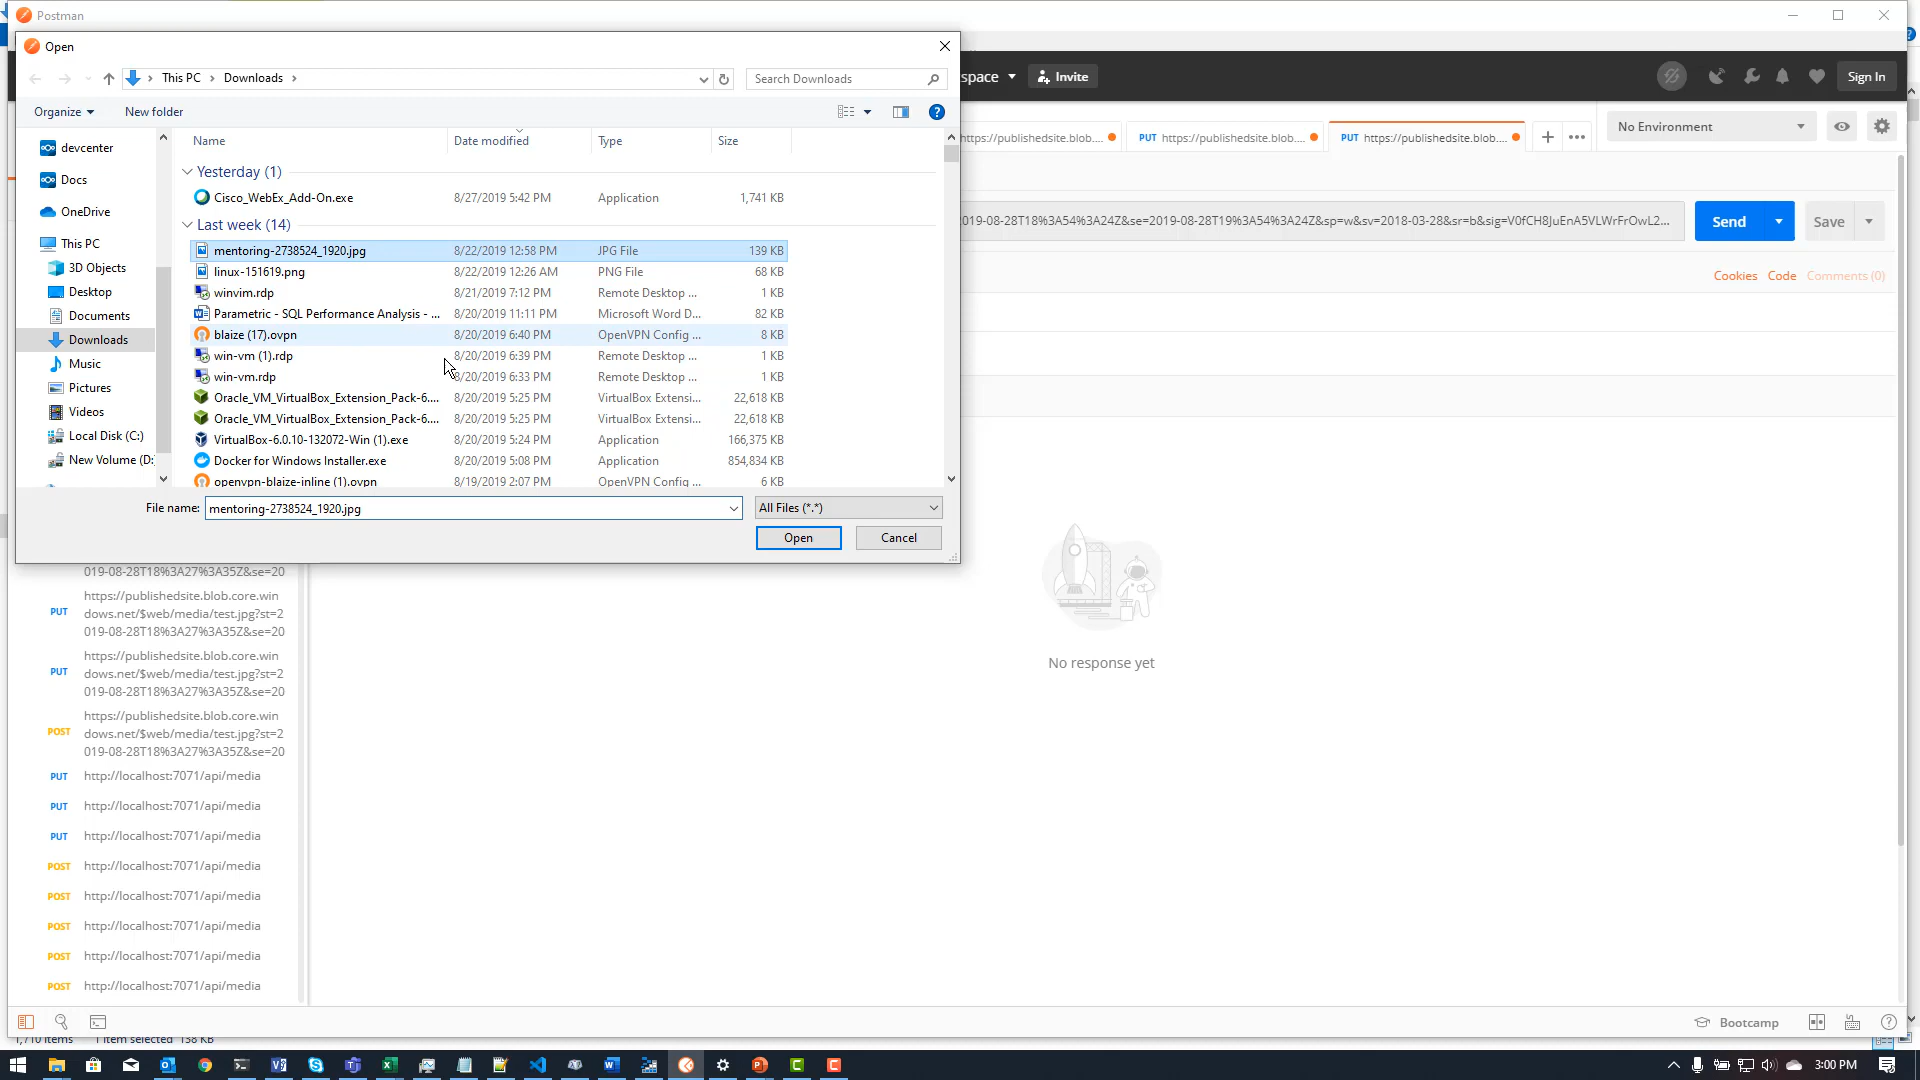 Postman
Open
This PC > Downloads >
Search Downloads
Organize
New folder
space
Invite
Sign In
devcenter
Docs
OneDrive
This PC
3D Objects
Desktop
Documents
Downloads
Music
Pictures
Videos
Local Disk (C:)
New Volume (D:
Name Date modified Type Size
Yesterday (1)
Cisco_WebEx_Add-On.exe 8/27/2019 5:42 PM Application 1,741 KB
Last week (14)
mentoring-2738524_1920.jpg 8/22/2019 12:58 PM JPG File 139 KB
linux-151619.png 8/22/2019 12:26 AM PNG File 68 KB
winvim.rdp 8/21/2019 7:12 PM Remote Desktop ... 1 KB
Parametric - SQL Performance Analysis - ... 8/20/2019 11:11 PM Microsoft Word D... 82 KB
blaize (17).ovpn 8/20/2019 6:40 PM OpenVPN Config ... 8 KB
win-vm (1).rdp 8/20/2019 6:39 PM Remote Desktop ... 1 KB
win-vm.rdp 8/20/2019 6:33 PM Remote Desktop ... 1 KB
Oracle_VM_VirtualBox_Extension_Pack-6.... 8/20/2019 5:25 PM VirtualBox Extensi... 22,618 KB
Oracle_VM_VirtualBox_Extension_Pack-6.... 8/20/2019 5:25 PM VirtualBox Extensi... 22,618 KB
VirtualBox-6.0.10-132072-Win (1).exe 8/20/2019 5:24 PM Application 166,375 KB
Docker for Windows Installer.exe 8/20/2019 5:08 PM Application 854,834 KB
openvpn-blaize-inline (1).ovpn 8/19/2019 2:07 PM OpenVPN Config ... 6 KB
File name: mentoring-2738524_1920.jpg All Files (*.*)
Open Cancel
https://publishedsite.blob....
PUT https://publishedsite.blob....
PUT https://publishedsite.blob....
No Environment
2019-08-28T18%3A54%3A24Z&se=2019-08-28T19%3A54%3A24Z&sp=w&sv=2018-03-28&sr=b&sig=V0fCH8JuEnA5VLWrFrOwL2...
Send
Save
Cookies Code Comments (0)
No response yet
019-08-28T18%3A27%3A35Z&se=20
PUT https://publishedsite.blob.core.win
dows.net/$web/media/test.jpg?st=2
019-08-28T18%3A27%3A35Z&se=20
PUT https://publishedsite.blob.core.win
dows.net/$web/media/test.jpg?st=2
019-08-28T18%3A27%3A35Z&se=20
POST https://publishedsite.blob.core.win
dows.net/$web/media/test.jpg?st=2
019-08-28T18%3A27%3A35Z&se=20
PUT http://localhost:7071/api/media
PUT http://localhost:7071/api/media
PUT http://localhost:7071/api/media
POST http://localhost:7071/api/media
POST http://localhost:7071/api/media
POST http://localhost:7071/api/media
POST http://localhost:7071/api/media
POST http://localhost:7071/api/media
Bootcamp
1,710 items 1 item selected 138 KB
3:00 PM